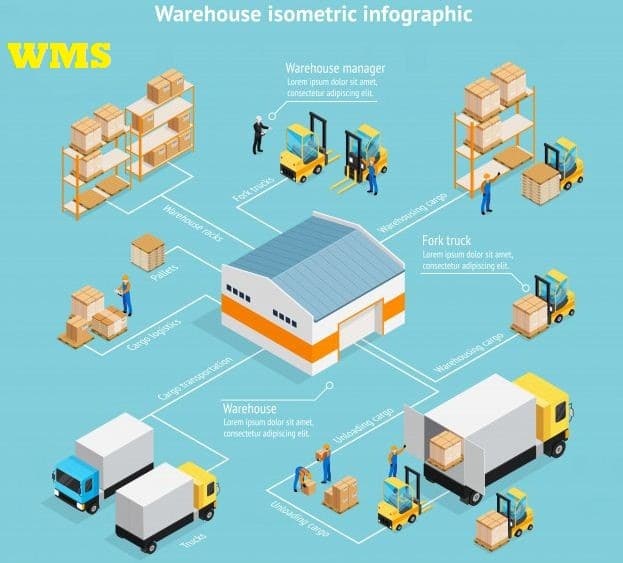 Warehouse isometric infographic
WMS
Warehouse manager
Lorem ipsum dolor sit amet,
consectetur adipiscing elit.
Fork trucks
Warehouse racks
Warehousing cargo
Fork truck
Lorem ipsum dolor sit amet,
consectetur adipiscing elit.
Pallets
Cargo logistics
Warehousing cargo
Cargo transportation
Warehouse
Lorem ipsum dolor sit amet,
consectetur adipiscing elit.
Unloading cargo
Unloading cargo
Trucks